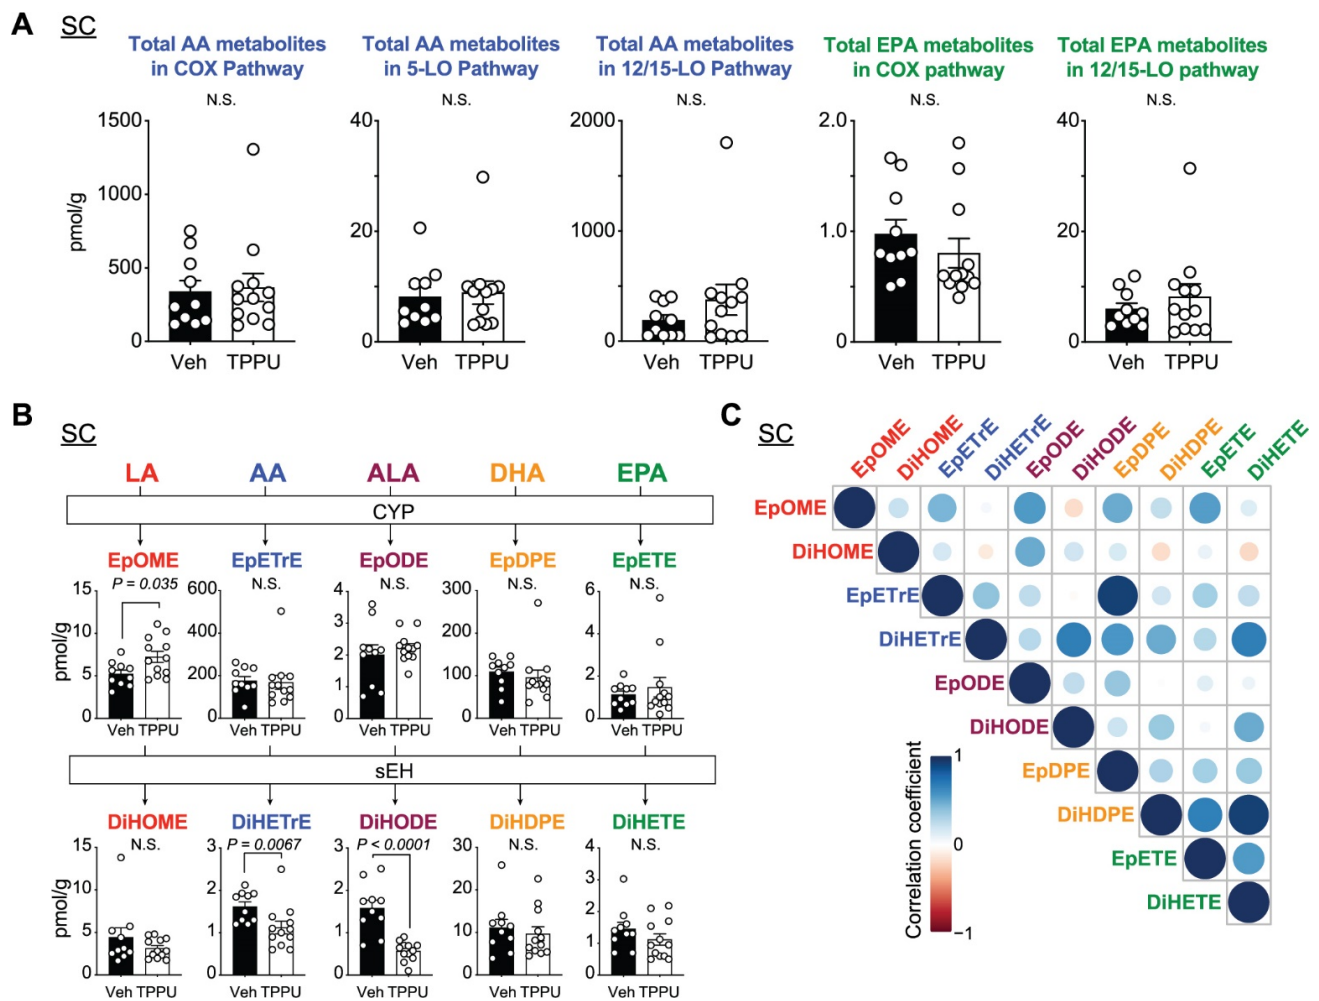 A
SC
Total AA metabolites
in COX Pathway
Total AA metabolites
in 5-LO Pathway
Total AA metabolites
in 12/15-LO Pathway
Total EPA metabolites
in COX pathway
Total EPA metabolites
in 12/15-LO pathway
N.S. N.S. N.S. N.S. N.S.
pmol/g
1500
1000
500
0
Veh TPPU
40
20
0
Veh TPPU
2000
1000
0
Veh TPPU
2.0
1.0
0
Veh TPPU
40
20
0
Veh TPPU
B
SC
LA AA ALA DHA EPA
CYP
EpOME EpETrE EpODE EpDPE EpETE
P = 0.035 N.S. N.S. N.S. N.S.
pmol/g
15
10
5
0
Veh TPPU
600
400
200
0
Veh TPPU
4
3
2
1
0
Veh TPPU
300
200
100
0
Veh TPPU
6
4
2
0
Veh TPPU
sEH
DiHOME DiHETrE DiHODE DiHDPE DiHETE
N.S. P = 0.0067 P < 0.0001 N.S. N.S.
pmol/g
15
10
5
0
Veh TPPU
3
2
1
0
Veh TPPU
3
2
1
0
Veh TPPU
30
20
10
0
Veh TPPU
4
3
2
1
0
Veh TPPU
C
SC
EpOME DiHOME EpETrE DiHETrE EpODE DiHODE EpDPE DiHDPE EpETE DiHETE
EpOME
DiHOME
EpETrE
DiHETrE
EpODE
DiHODE
EpDPE
DiHDPE
EpETE
DiHETE
Correlation coefficient
1
0
−1